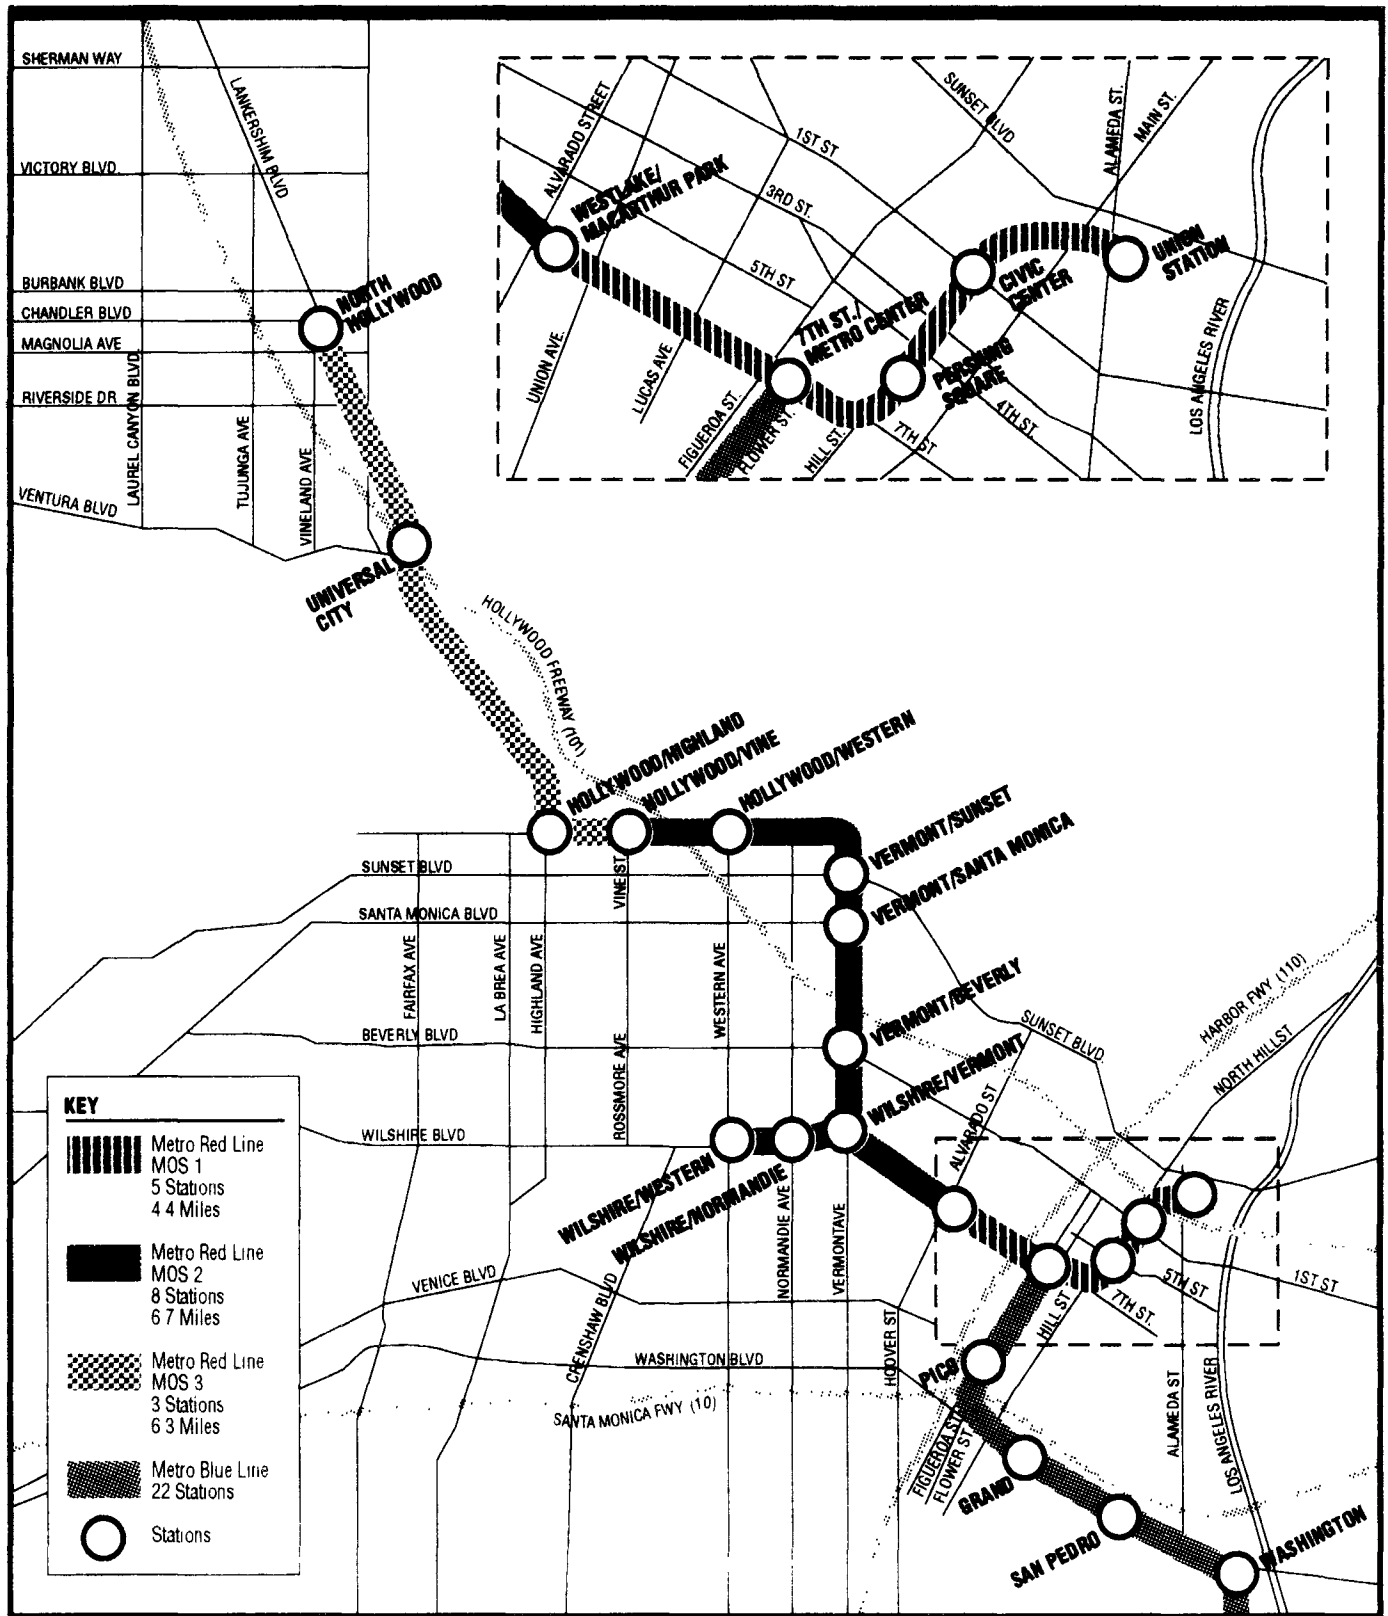 SHERMAN WAY
LANKERSHIM BLVD
VICTORY BLVD.
BURBANK BLVD
CHANDLER BLVD
MAGNOLIA AVE
RIVERSIDE DR
LAUREL CANYON BLVD.
TUJUNGA AVE
VINELAND AVE
VENTURA BLVD
NORTH
HOLLYWOOD
UNIVERSAL
CITY
HOLLYWOOD FREEWAY (101)
ALVARADO STREET
WESTLAKE/
MACARTHUR PARK
1ST ST
3RD ST.
5TH ST
SUNSET BLVD
ALAMEDA ST.
MAIN ST.
UNION
STATION
CIVIC
CENTER
7TH ST./
METRO CENTER
PERSHING
SQUARE
UNION AVE.
LUCAS AVE
FIGUEROA ST.
FLOWER ST.
HILL ST.
7TH ST
4TH ST.
LOS ANGELES RIVER
HOLLYWOOD/HIGHLAND
HOLLYWOOD/VINE
HOLLYWOOD/WESTERN
VERMONT/SUNSET
VERMONT/SANTA MONICA
VERMONT/BEVERLY
WILSHIRE/VERMONT
WILSHIRE/WESTERN
WILSHIRE/NORMANDIE
SUNSET BLVD
SANTA MONICA BLVD
BEVERLY BLVD
WILSHIRE BLVD
FAIRFAX AVE
LA BREA AVE
HIGHLAND AVE
VINE ST
ROSSMORE AVE
WESTERN AVE
NORMANDIE AVE
VERMONT AVE
SUNSET BLVD.
HARBOR FWY (110)
NORTH HILL ST
ALVARADO ST
VENICE BLVD
CRENSHAW BLVD
WASHINGTON BLVD
SANTA MONICA FWY (10)
HOOVER ST
HILL ST
7TH ST.
5TH ST
1ST ST
ALAMEDA ST
LOS ANGELES RIVER
FIGUEROA ST
FLOWER ST
PICO
GRAND
SAN PEDRO
WASHINGTON
KEY
Metro Red Line
MOS 1
5 Stations
4 4 Miles
Metro Red Line
MOS 2
8 Stations
6 7 Miles
Metro Red Line
MOS 3
3 Stations
6 3 Miles
Metro Blue Line
22 Stations
Stations